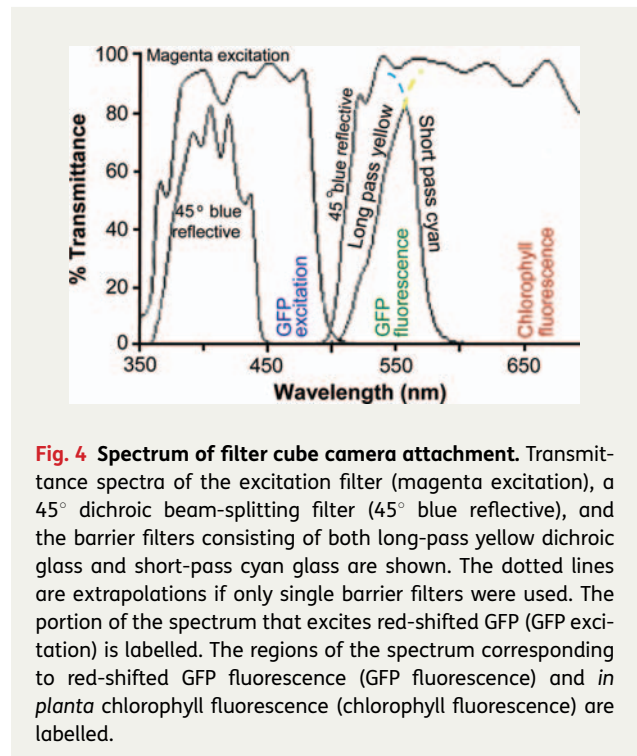 100
80
60
40
20
0
% Transmittance
Magenta excitation
45° blue
reflective
GFP
excitation
45° blue reflective
Long pass yellow
Short pass cyan
GFP
fluorescence
Chlorophyll
fluorescence
350
450
550
650
Wavelength (nm)
Fig. 4 Spectrum of filter cube camera attachment. Transmit-
tance spectra of the excitation filter (magenta excitation), a
45° dichroic beam-splitting filter (45° blue reflective), and
the barrier filters consisting of both long-pass yellow dichroic
glass and short-pass cyan glass are shown. The dotted lines
are extrapolations if only single barrier filters were used. The
portion of the spectrum that excites red-shifted GFP (GFP exci-
tation) is labelled. The regions of the spectrum corresponding
to red-shifted GFP fluorescence (GFP fluorescence) and in
planta chlorophyll fluorescence (chlorophyll fluorescence) are
labelled.